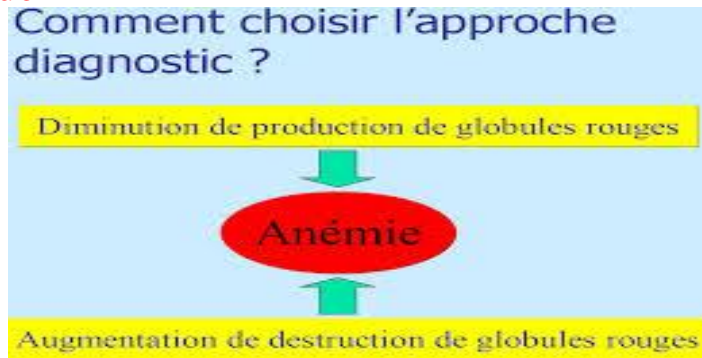 Comment choisir l'approche
diagnostic ?
Diminution de production de globules rouges
Anémie
Augmentation de destruction de globules rouges